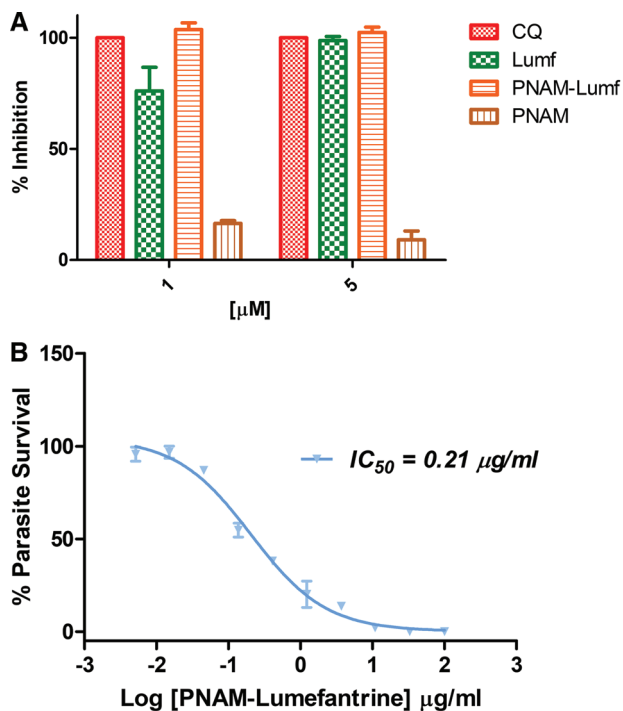 A
100
50
0
% Inhibition
1
5
[μM]
CQ
Lumf
PNAM-Lumf
PNAM
B
150
100
50
0
% Parasite Survival
IC50 = 0.21 μg/ml
-3 -2 -1 0 1 2 3
Log [PNAM-Lumefantrine] μg/ml